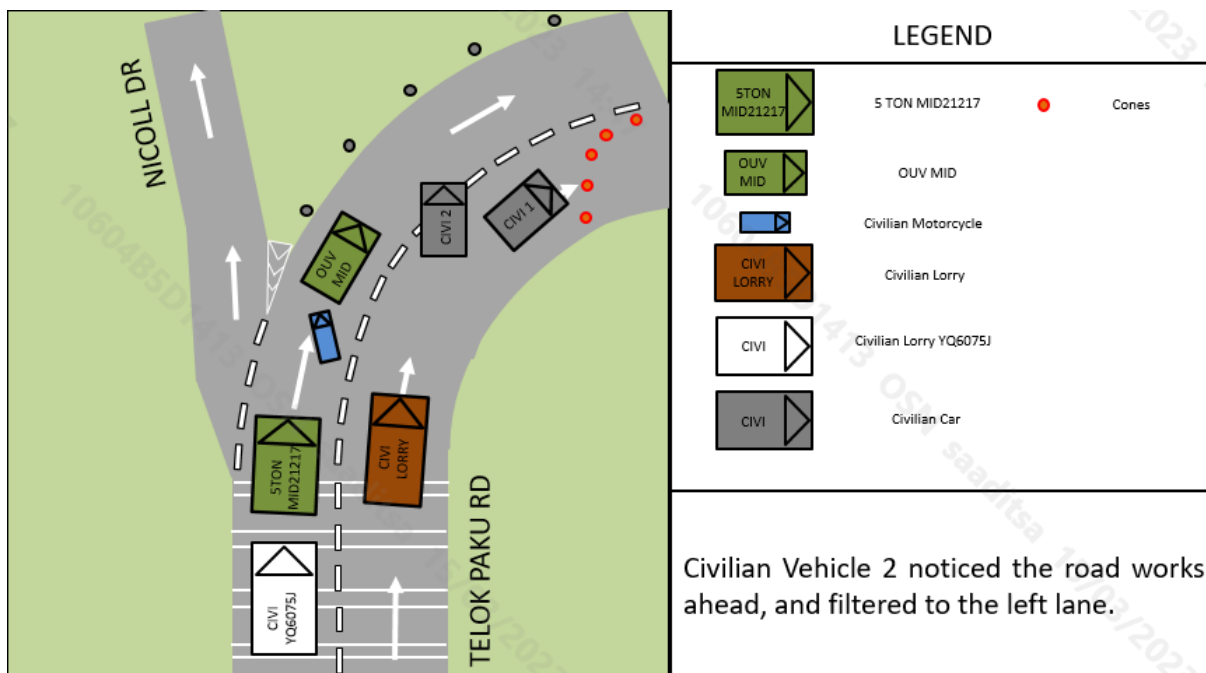 NICOLL DR
OUV
MID
CIVI 2
CIVI 1
5TON
MID21217
CIVI
LORRY
CIVI
YQ6075J
TELOK PAKU RD
LEGEND
5TON
MID21217
5 TON MID21217
Cones
OUV
MID
OUV MID
Civilian Motorcycle
CIVI
LORRY
Civilian Lorry
CIVI
Civilian Lorry YQ6075J
CIVI
Civilian Car
Civilian Vehicle 2 noticed the road works
ahead, and filtered to the left lane.